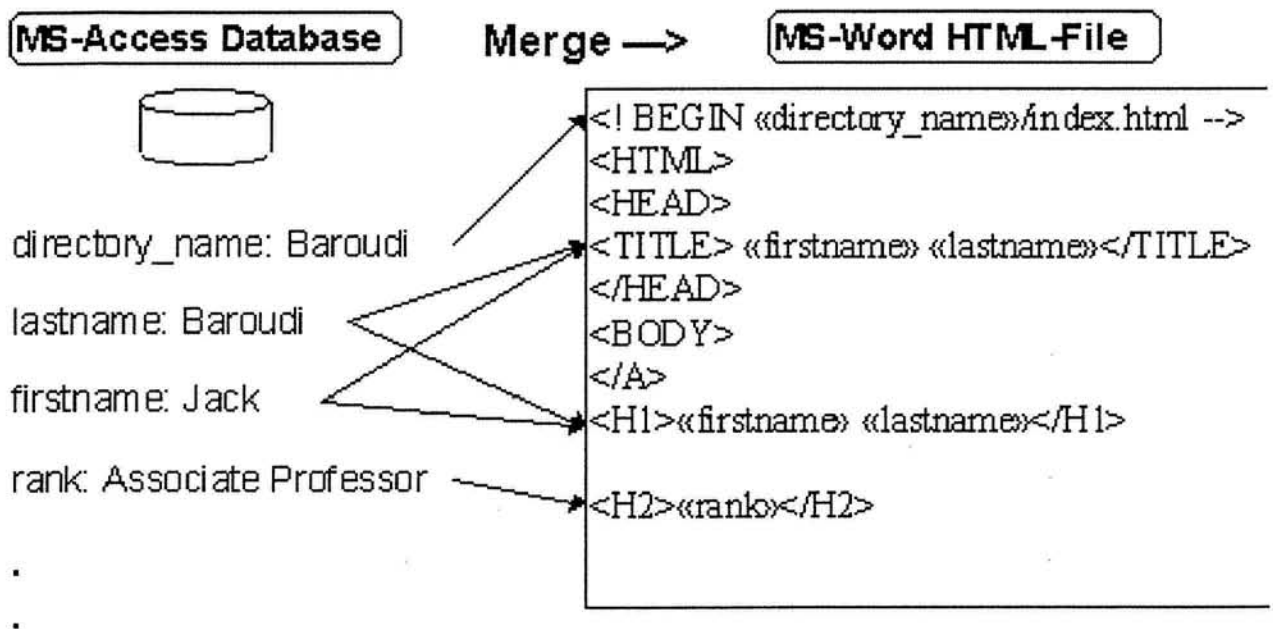 MS-Access Database
Merge —>
MS-Word HTML-File
directory_name: Baroudi
lastname: Baroudi
firstname: Jack
rank: Associate Professor
.
.
<! BEGIN «directory_name»/index.html -->
<HTML>
<HEAD>
<TITLE> «firstname» «lastname»</TITLE>
</HEAD>
<BODY>
</A>
<H1>«firstname» «lastname»</H1>
<H2>«rank»</H2>